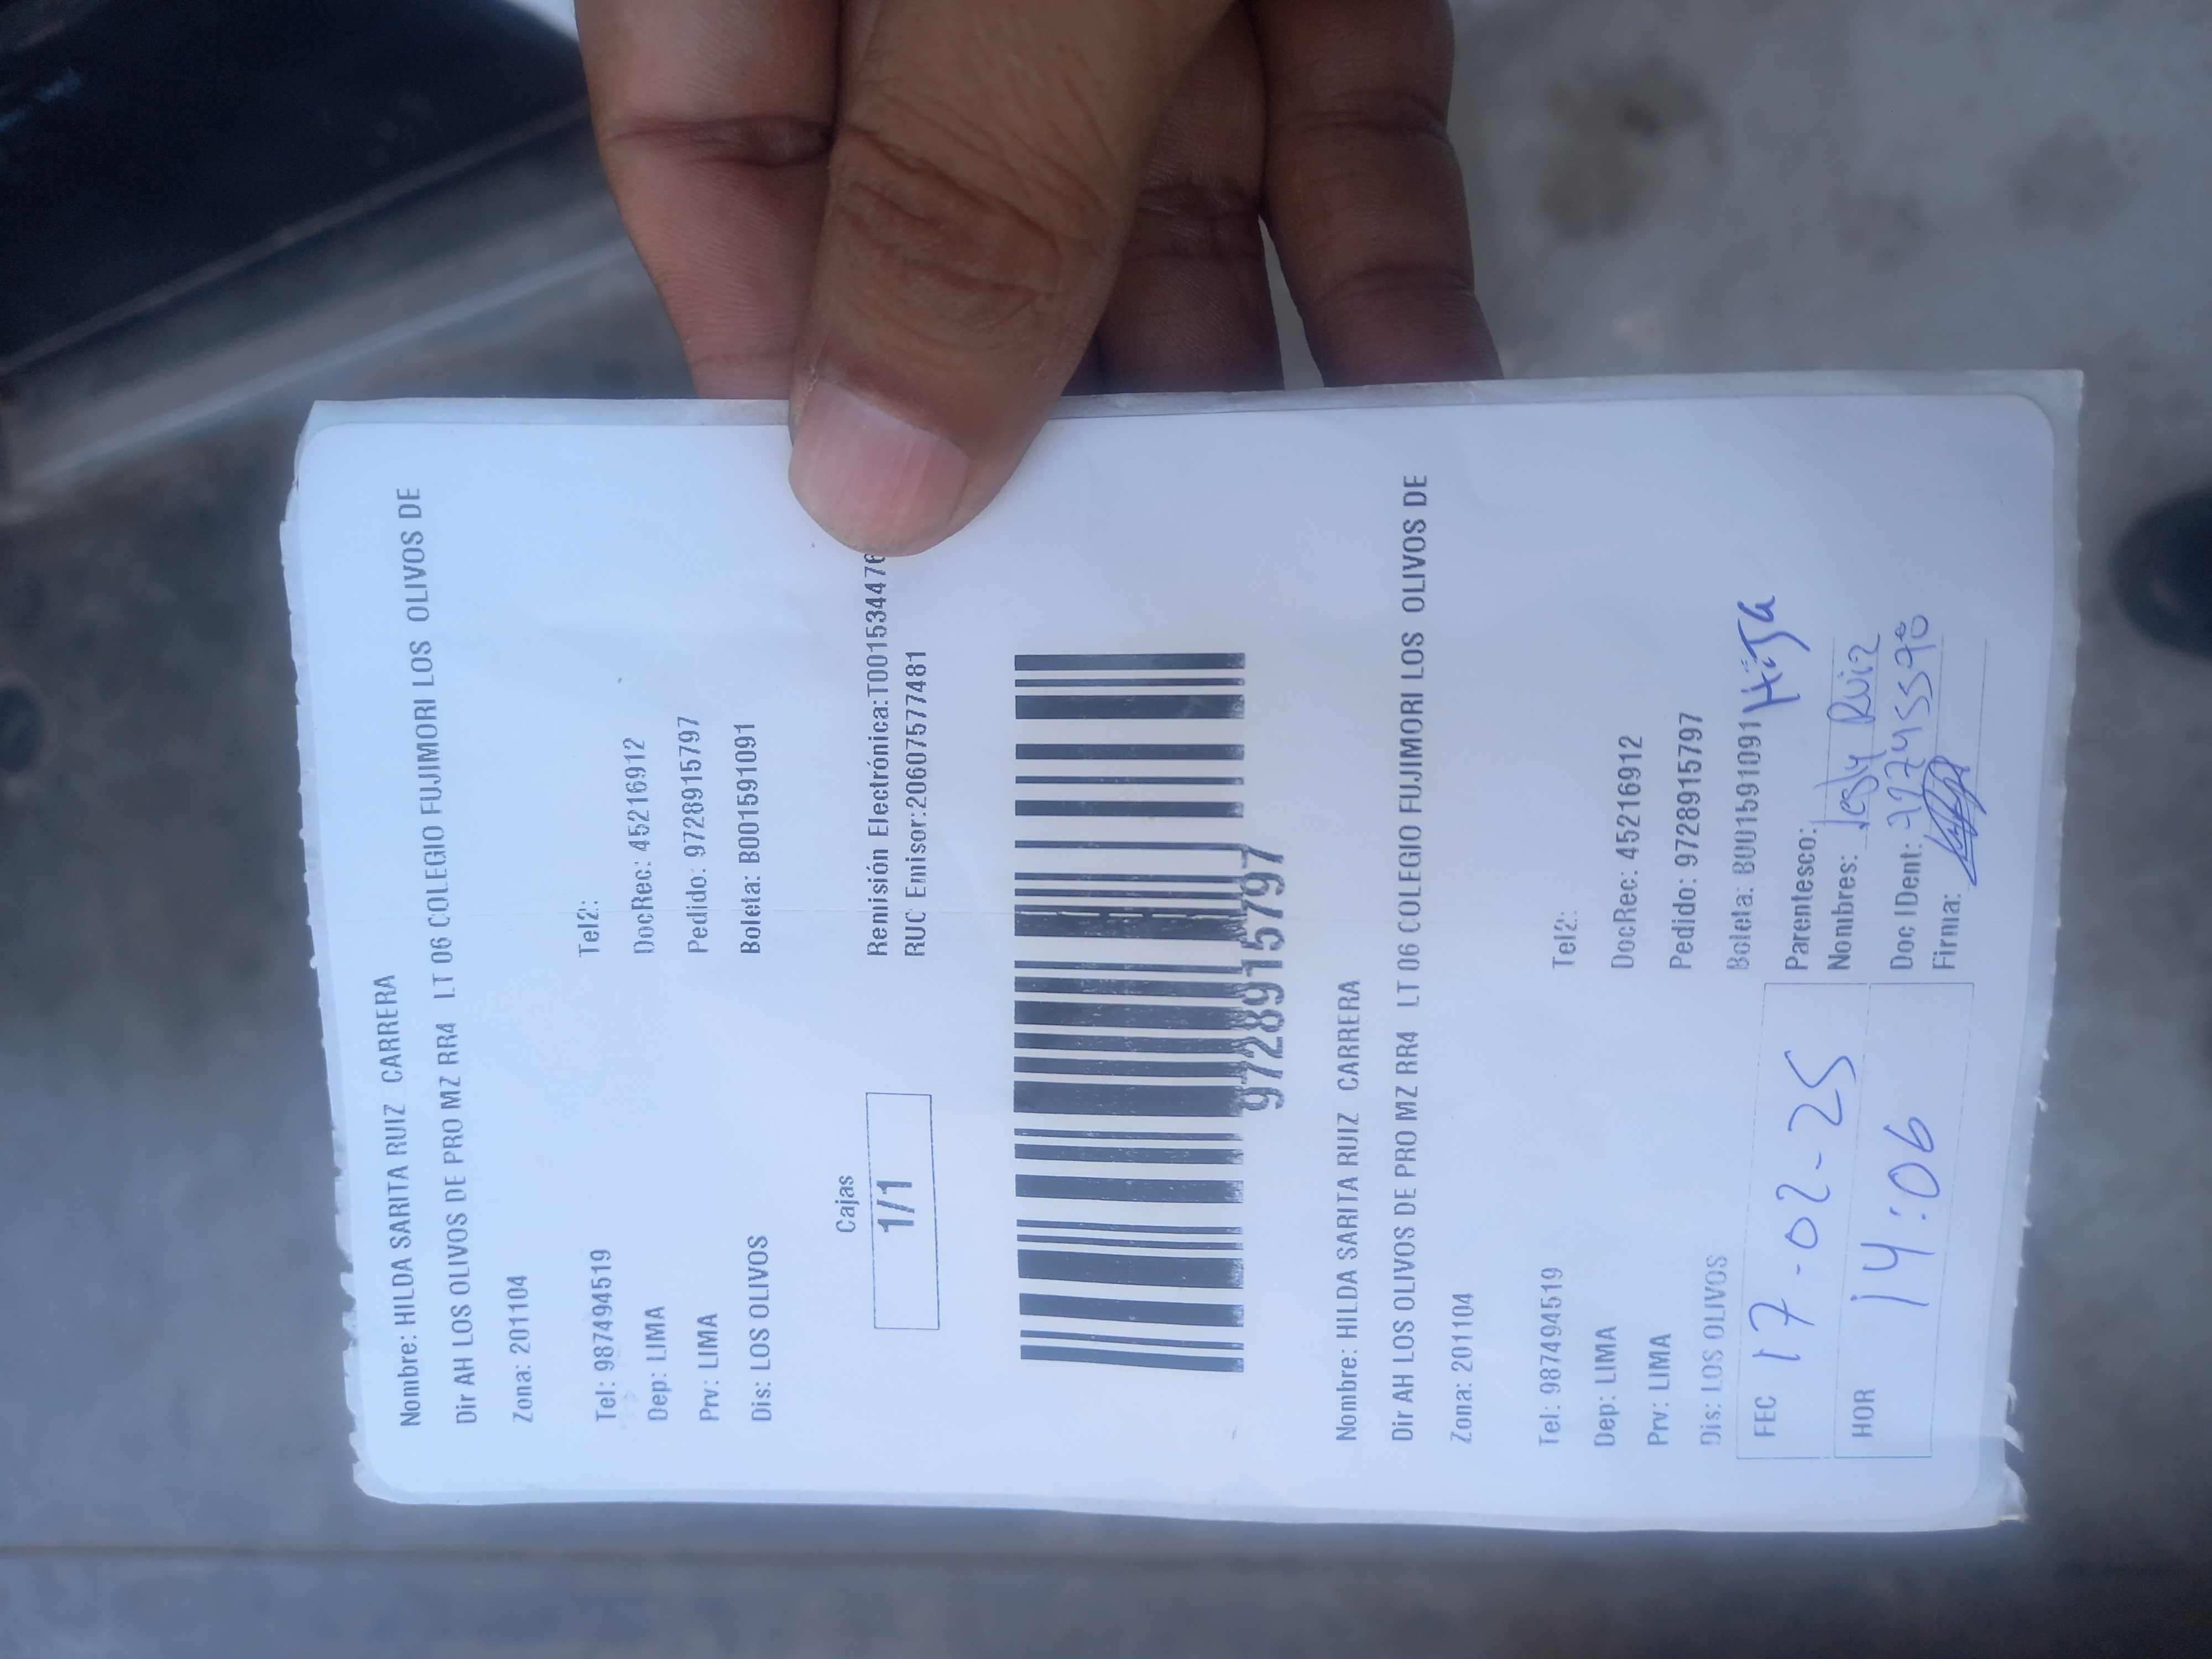 Nombre: HILDA SARITA RUIZ CARRERA
Dir AH LOS OLIVOS DE PRO MZ RR4 LT 06 COLEGIO FUJIMORI LOS OLIVOS DE
Zona: 201104
Tel: 987494519 Tel2:
Dep: LIMA DocRec: 45216912
Prv: LIMA Pedido: 9728915797
Dis: LOS OLIVOS Boleta: B001591091
Cajas
1/1
Remisión Electrónica:T001534476
RUC Emisor:20607577481
9728915797
Nombre: HILDA SARITA RUIZ CARRERA
Dir AH LOS OLIVOS DE PRO MZ RR4 LT 06 COLEGIO FUJIMORI LOS OLIVOS DE
Zona: 201104
Tel: 987494519 Tel2:
Dep: LIMA DocRec: 45216912
Prv: LIMA Pedido: 9728915797
Dis: LOS OLIVOS Boleta: B001591091
FEC 17-02-25
HOR 14:06
Parentesco: Hija
Nombres: Ruiz
Doc IDent:
Firma: